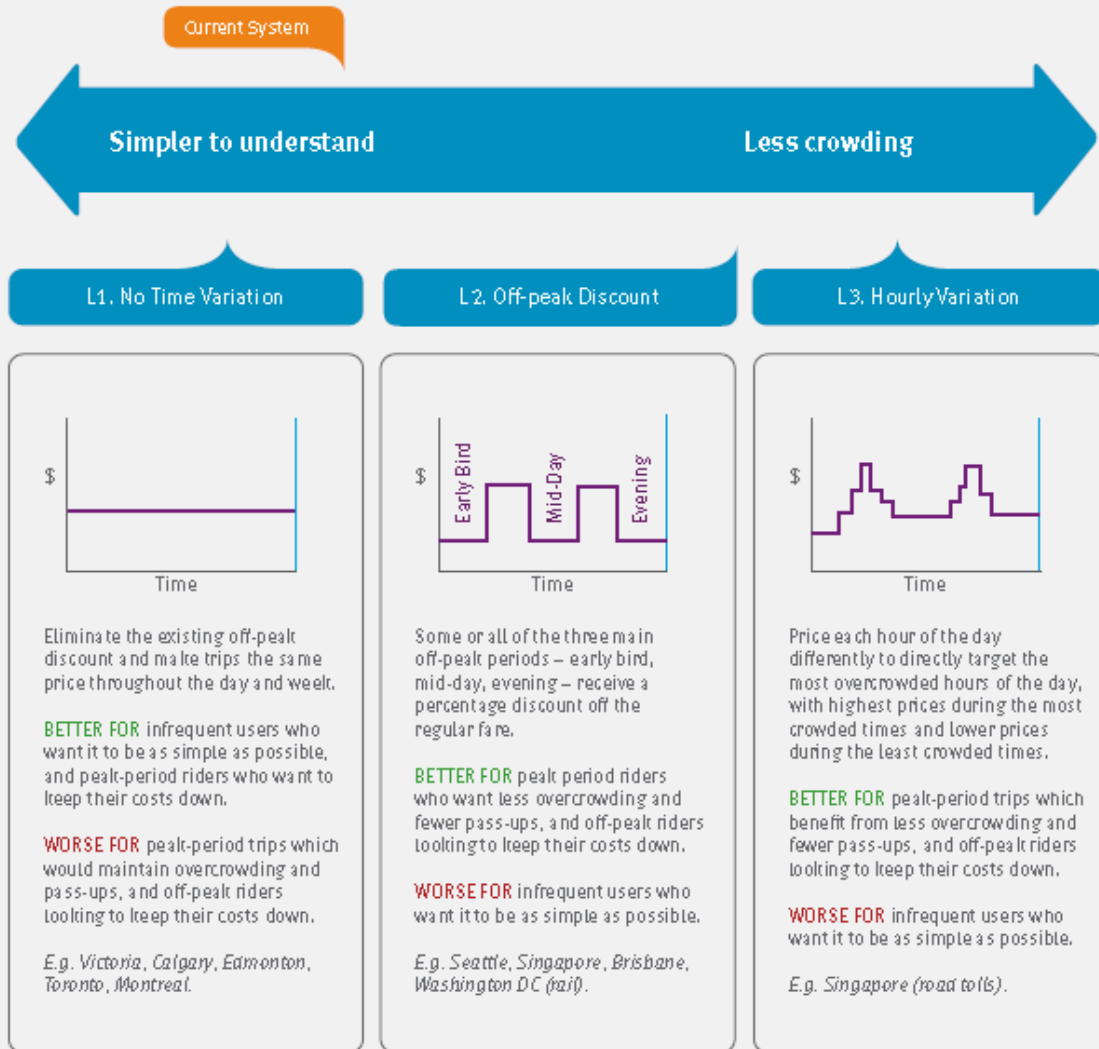 Current System
Simpler to understand
Less crowding
L1. No Time Variation
L2. Off-peak Discount
L3. Hourly Variation
$
Time
Eliminate the existing off-peak
discount and make trips the same
price throughout the day and week.
BETTER FOR infrequent users who
want it to be as simple as possible,
and peak-period riders who want to
keep their costs down.
WORSE FOR peak-period trips which
would maintain overcrowding and
pass-ups, and off-peak riders
looking to keep their costs down.
E.g. Victoria, Calgary, Edmonton,
Toronto, Montreal.
$
Early Bird
Mid-Day
Evening
Time
Some or all of the three main
off-peak periods – early bird,
mid-day, evening – receive a
percentage discount off the
regular fare.
BETTER FOR peak period riders
who want less overcrowding and
fewer pass-ups, and off-peak riders
looking to keep their costs down.
WORSE FOR infrequent users who
want it to be as simple as possible.
E.g. Seattle, Singapore, Brisbane,
Washington DC (rail).
$
Time
Price each hour of the day
differently to directly target the
most overcrowded hours of the day,
with highest prices during the most
crowded times and lower prices
during the least crowded times.
BETTER FOR peak-period trips which
benefit from less overcrowding and
fewer pass-ups, and off-peak riders
looking to keep their costs down.
WORSE FOR infrequent users who
want it to be as simple as possible.
E.g. Singapore (road tolls).